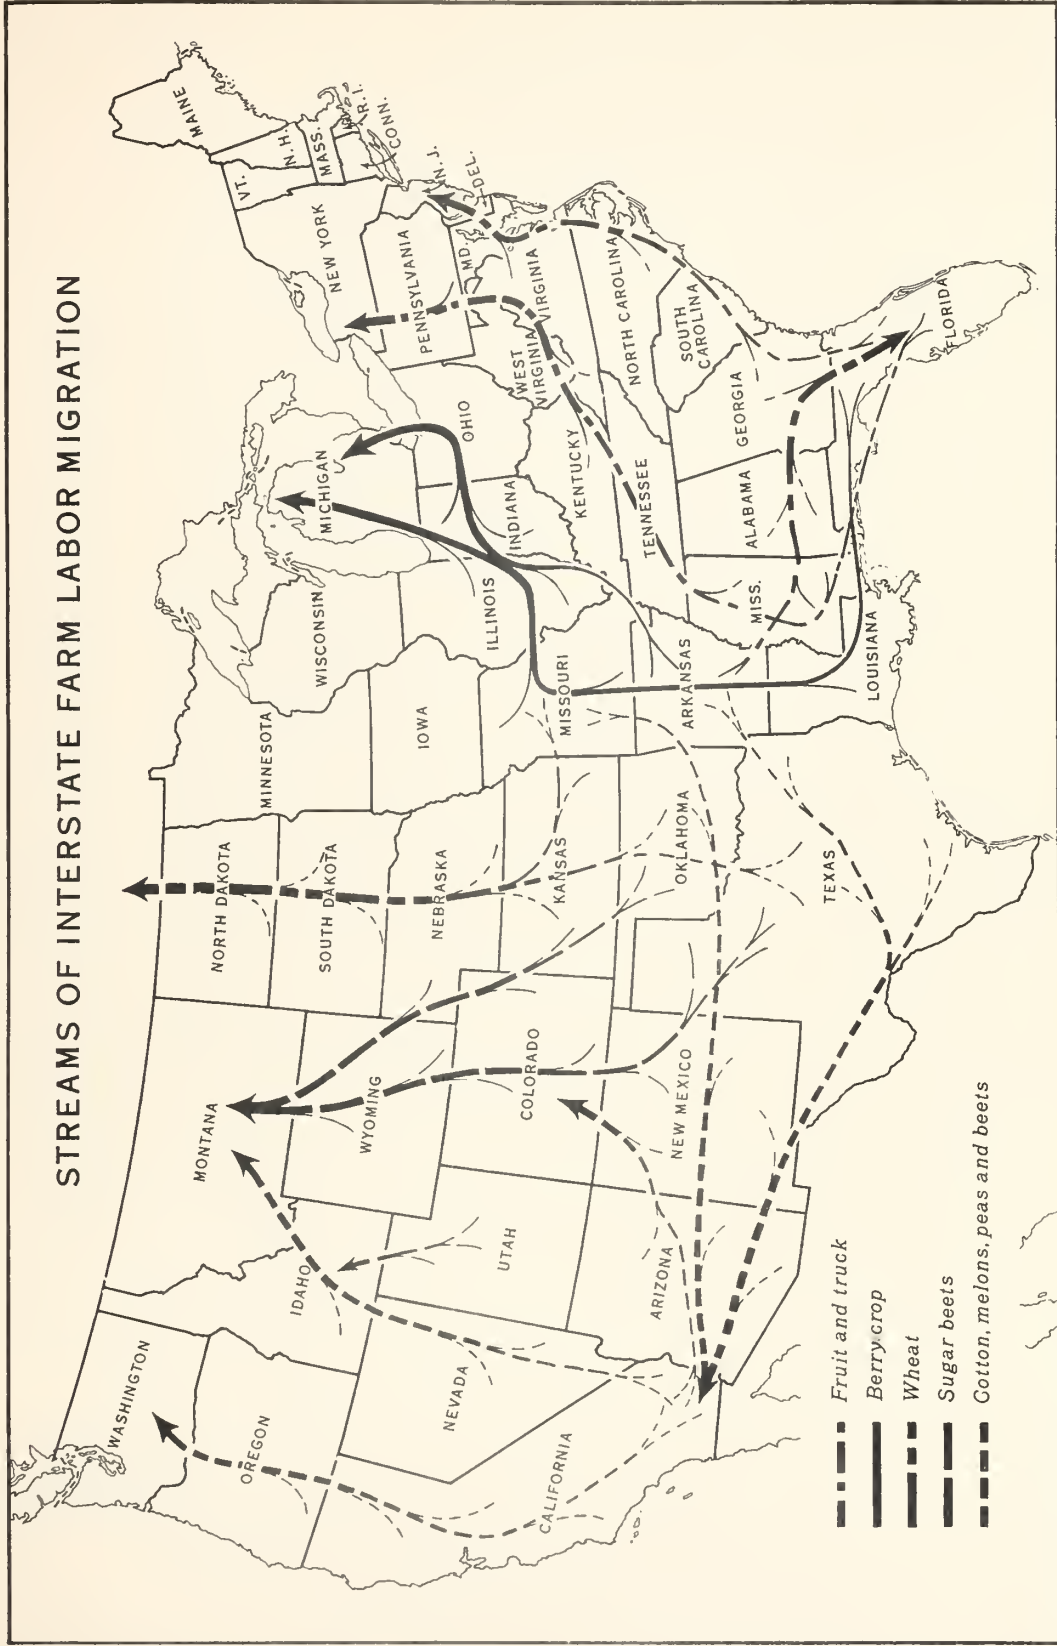 STREAMS OF INTERSTATE FARM LABOR MIGRATION
WASHINGTON
OREGON
CALIFORNIA
NEVADA
IDAHO
MONTANA
WYOMING
UTAH
ARIZONA
COLORADO
NEW MEXICO
NORTH DAKOTA
SOUTH DAKOTA
NEBRASKA
KANSAS
OKLAHOMA
TEXAS
MINNESOTA
IOWA
MISSOURI
ARKANSAS
LOUISIANA
WISCONSIN
ILLINOIS
MICHIGAN
INDIANA
OHIO
KENTUCKY
TENNESSEE
MISS.
ALABAMA
GEORGIA
FLORIDA
SOUTH
CAROLINA
NORTH CAROLINA
VIRGINIA
WEST
VIRGINIA
MD.
DEL.
N.J.
PENNSYLVANIA
NEW YORK
VT.
N.H.
MAINE
MASS.
R.I.
CONN.
Fruit and truck
Berry crop
Wheat
Sugar beets
Cotton, melons, peas and beets